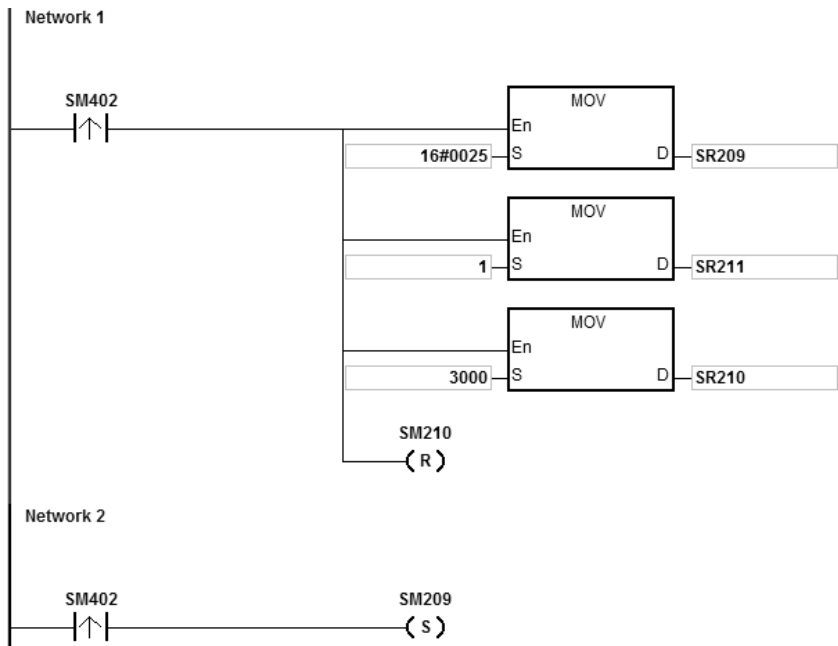 Network 1
SM402
MOV
En
16#0025 S D SR209
MOV
En
1 S D SR211
MOV
En
3000 S D SR210
SM210
R
Network 2
SM402 SM209
S